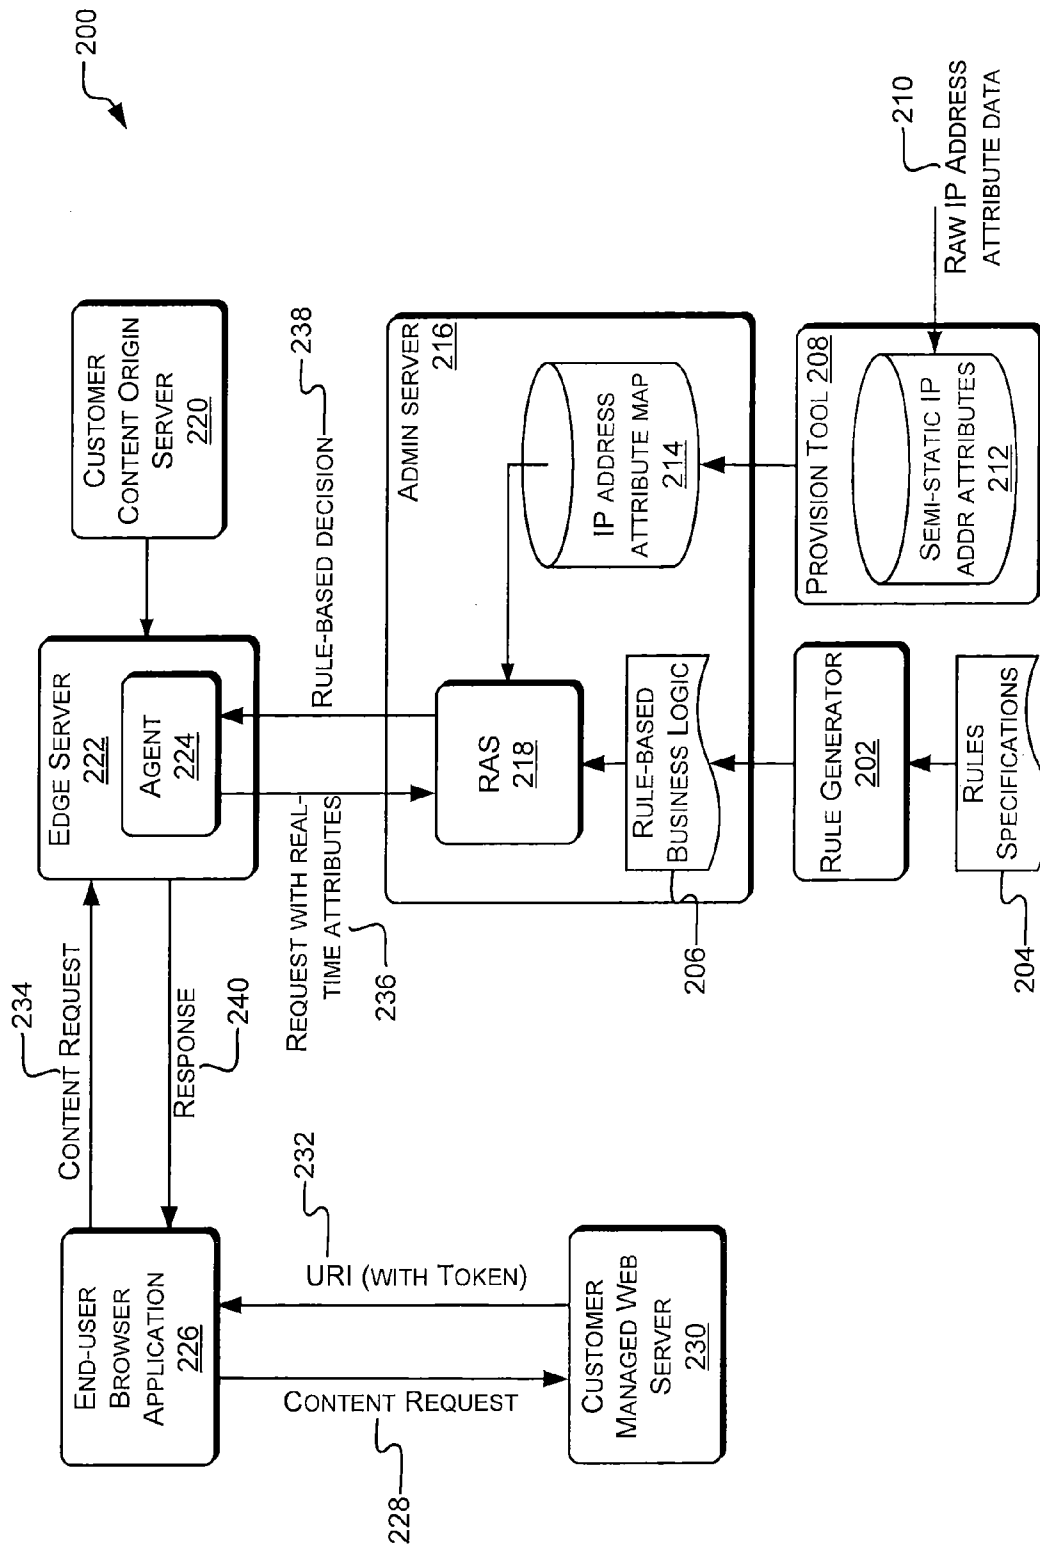 200
234
CONTENT REQUEST
END-USER
BROWSER
APPLICATION
226
RESPONSE
240
EDGE SERVER
222
AGENT
224
CUSTOMER
CONTENT ORIGIN
SERVER
220
232
URI (WITH TOKEN)
CONTENT REQUEST
228
REQUEST WITH REAL-
TIME ATTRIBUTES
236
RULE-BASED DECISION
238
CUSTOMER
MANAGED WEB
SERVER
230
ADMIN SERVER
216
RAS
218
IP ADDRESS
ATTRIBUTE MAP
214
RULE-BASED
BUSINESS LOGIC
206
RULE GENERATOR
202
RULES
SPECIFICATIONS
204
PROVISION TOOL 208
SEMI-STATIC IP
ADDR ATTRIBUTES
212
210
RAW IP ADDRESS
ATTRIBUTE DATA